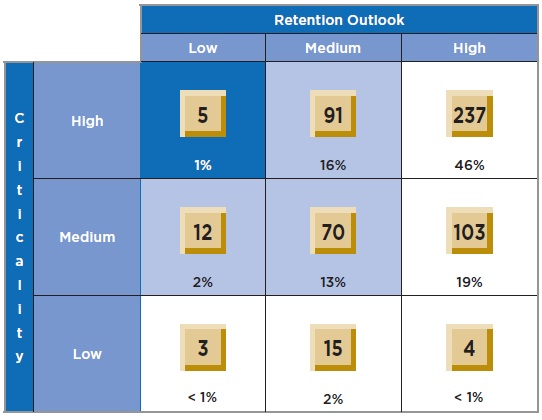 Retention Outlook
Low Medium High
Criticality
High
5 91 237
1% 16% 46%
Medium
12 70 103
2% 13% 19%
Low
3 15 4
< 1% 2% < 1%